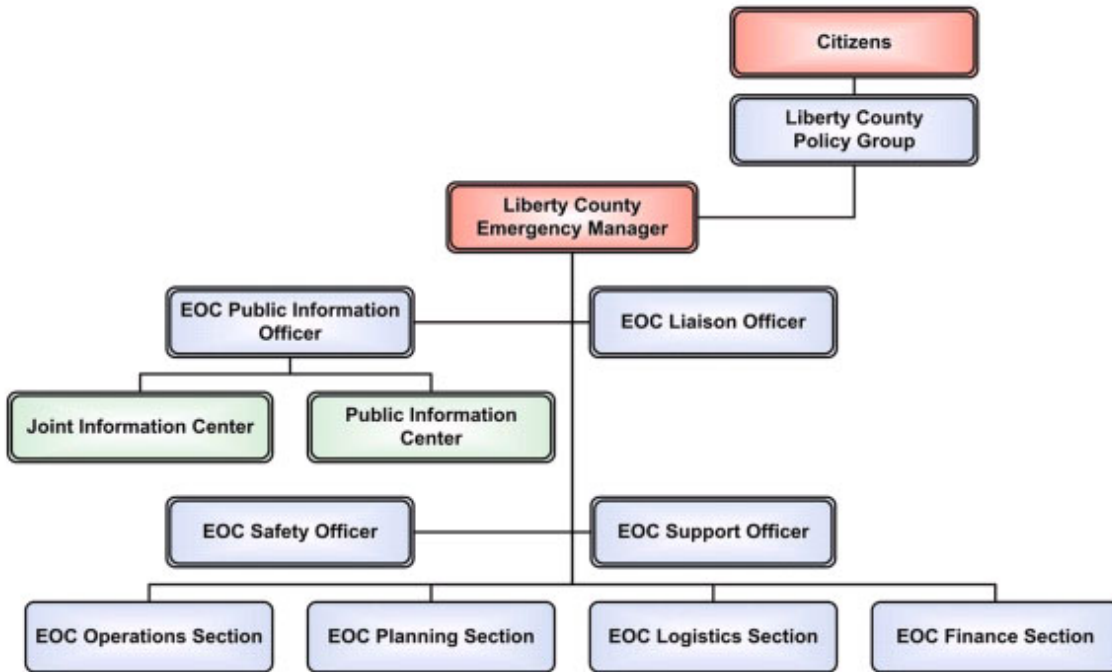 Citizens
Liberty County
Policy Group
Liberty County
Emergency Manager
EOC Public Information
Officer
EOC Liaison Officer
Joint Information Center
Public Information
Center
EOC Safety Officer
EOC Support Officer
EOC Operations Section
EOC Planning Section
EOC Logistics Section
EOC Finance Section